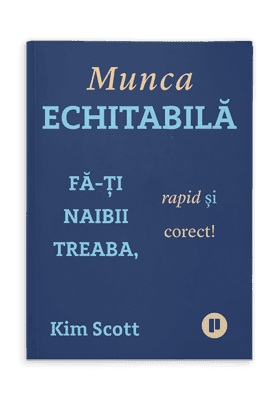 Munca
ECHITABILĂ
FĂ-ȚI
NAIBII
TREABA,
rapid și
corect!
Kim Scott